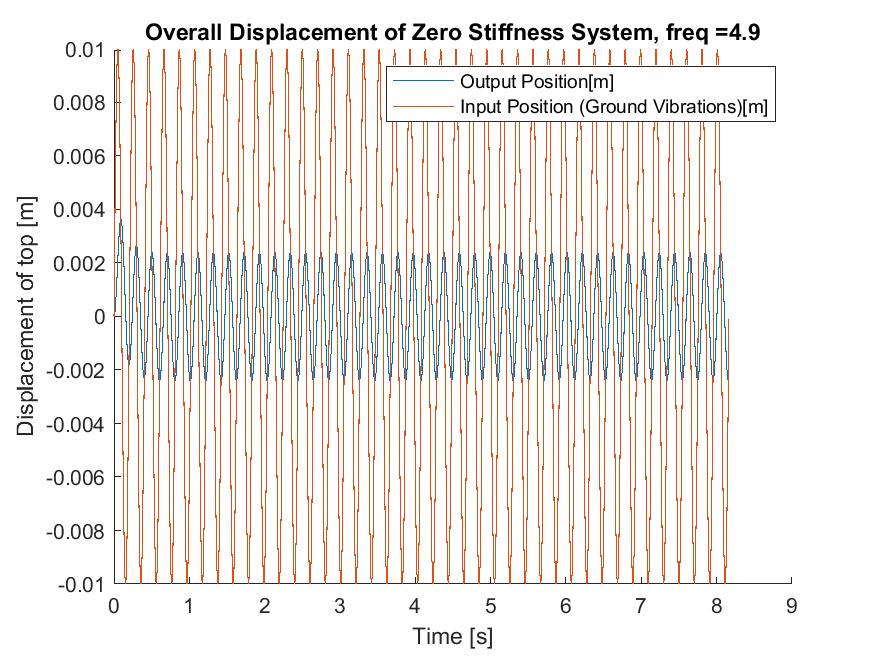 Overall Displacement of Zero Stiffness System, freq =4.9
Output Position[m]
Input Position (Ground Vibrations)[m]
Displacement of top [m]
0.01
0.008
0.006
0.004
0.002
0
-0.002
-0.004
-0.006
-0.008
-0.01
0 1 2 3 4 5 6 7 8 9
Time [s]